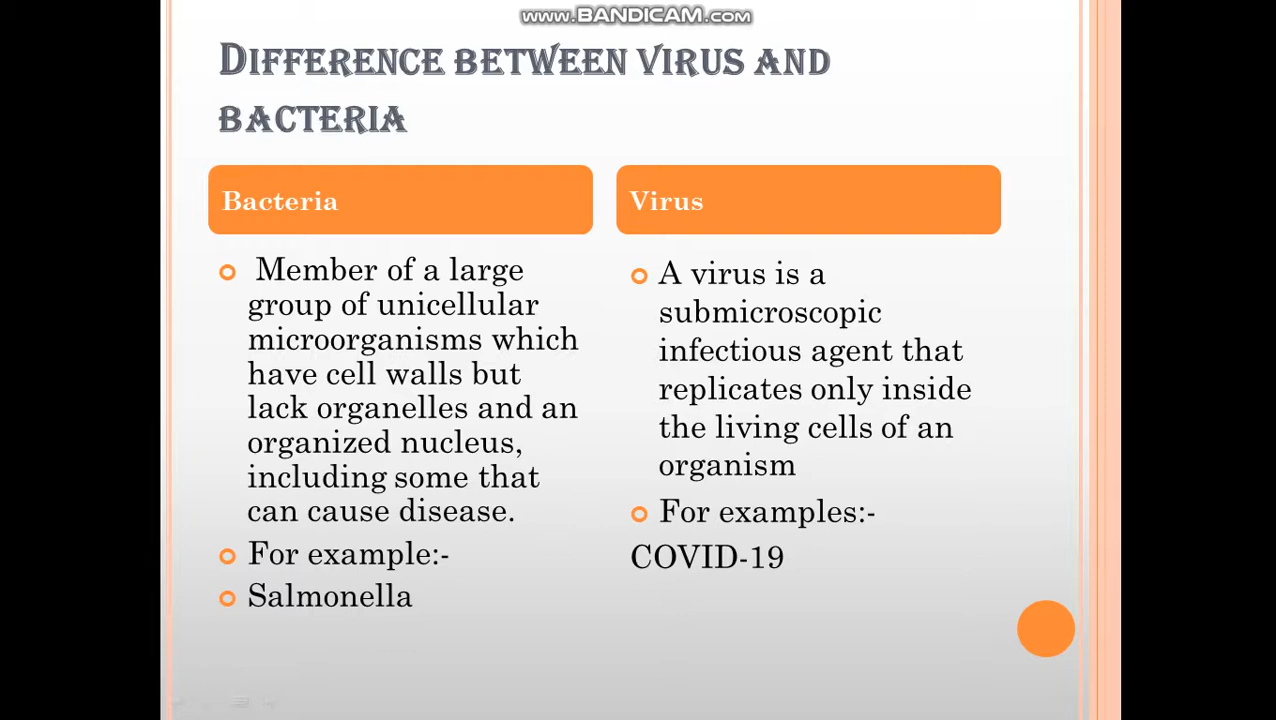 www.BANDICAM.com
Difference between virus and
bacteria
Bacteria
Member of a large
group of unicellular
microorganisms which
have cell walls but
lack organelles and an
organized nucleus,
including some that
can cause disease.
For example:-
Salmonella
Virus
A virus is a
submicroscopic
infectious agent that
replicates only inside
the living cells of an
organism
For examples:-
COVID-19